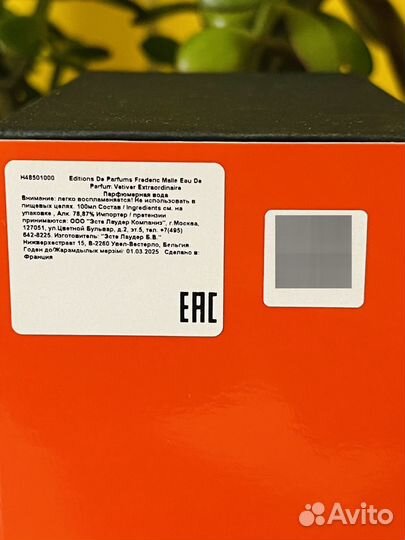 H48501000 Editions De Parfums Frederic Malle Eau De
Parfum Vetiver Extraordinaire
Парфюмерная вода
Внимание: легко воспламеняется! Не использовать в
пищевых целях. 100мл Состав / Ingredients см. на
упаковке , Алк. 78,87% Импортер / претензии
принимаются: ООО "Эсте Лаудер Компаниз", г.Москва,
127051, ул.Цветной Бульвар, д.2, эт.5, тел. +7(495)
642-8225. Изготовитель: "Эсте Лаудер Б.В."
Нижверхестраат 15, B-2260 Увел-Вестерло, Бельгия
Годен до/Жарамдылық мерзімі: 01.03.2025 Сделано в:
Франция
EAC
Avito